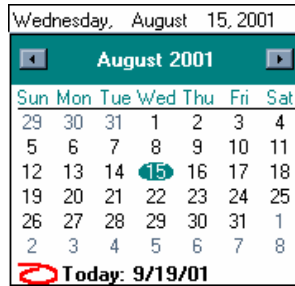 Wednesday, August 15, 2001
August 2001
Sun Mon Tue Wed Thu Fri Sat
29 30 31 1 2 3 4
5 6 7 8 9 10 11
12 13 14 15 16 17 18
19 20 21 22 23 24 25
26 27 28 29 30 31 1
2 3 4 5 6 7 8
Today: 9/19/01